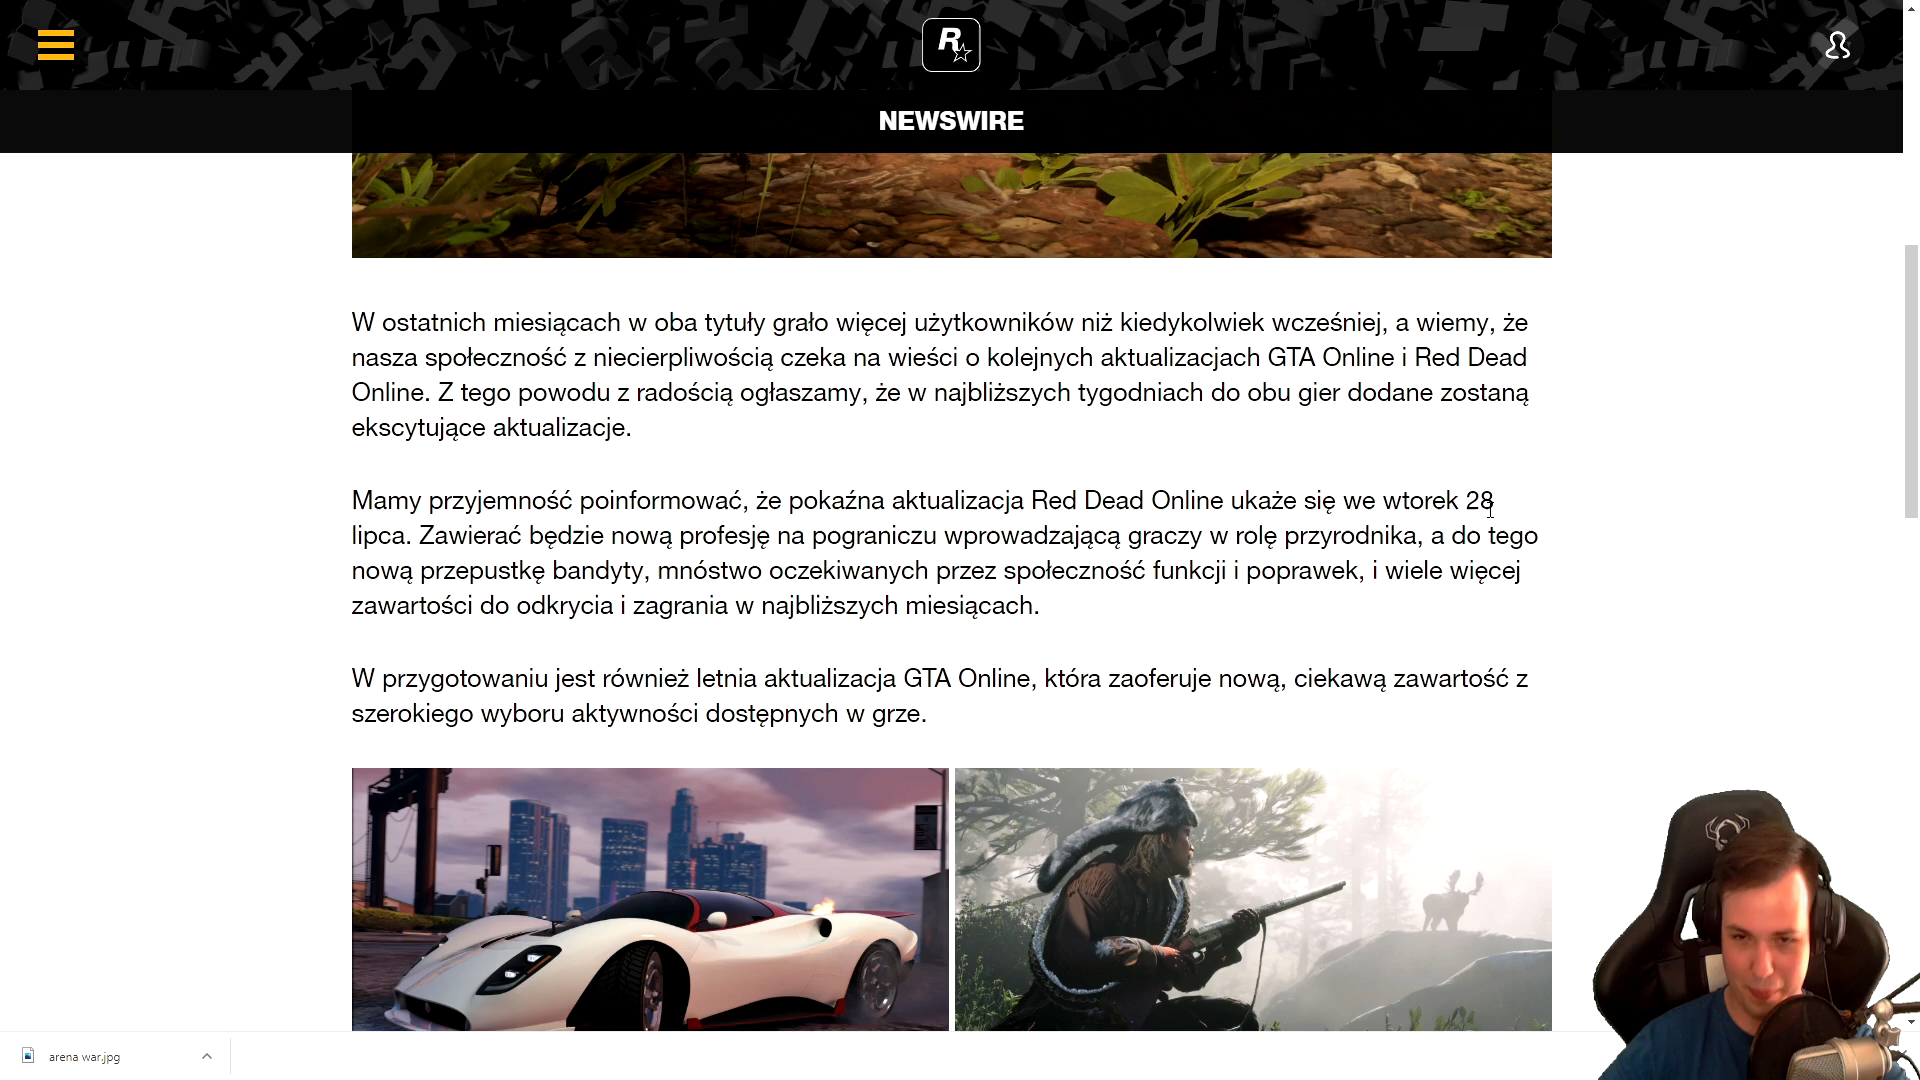 R
NEWSWIRE
W ostatnich miesiącach w oba tytuły grało więcej użytkowników niż kiedykolwiek wcześniej, a wiemy, że
nasza społeczność z niecierpliwością czeka na wieści o kolejnych aktualizacjach GTA Online i Red Dead
Online. Z tego powodu z radością ogłaszamy, że w najbliższych tygodniach do obu gier dodane zostaną
ekscytujące aktualizacje.
Mamy przyjemność poinformować, że pokaźna aktualizacja Red Dead Online ukaże się we wtorek 28
lipca. Zawierać będzie nową profesję na pograniczu wprowadzającą graczy w rolę przyrodnika, a do tego
nową przepustkę bandyty, mnóstwo oczekiwanych przez społeczność funkcji i poprawek, i wiele więcej
zawartości do odkrycia i zagrania w najbliższych miesiącach.
W przygotowaniu jest również letnia aktualizacja GTA Online, która zaoferuje nową, ciekawą zawartość z
szerokiego wyboru aktywności dostępnych w grze.
arena war.jpg